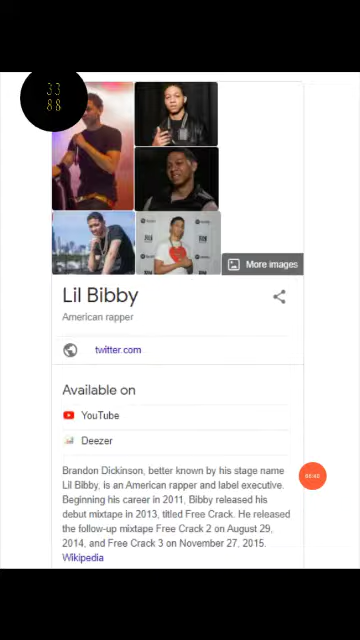 33
88
More images
Lil Bibby
American rapper
twitter.com
Available on
YouTube
Deezer
Brandon Dickinson, better known by his stage name
Lil Bibby, is an American rapper and label executive.
Beginning his career in 2011, Bibby released his
debut mixtape in 2013, titled Free Crack. He released
the follow-up mixtape Free Crack 2 on August 29,
2014, and Free Crack 3 on November 27, 2015.
Wikipedia